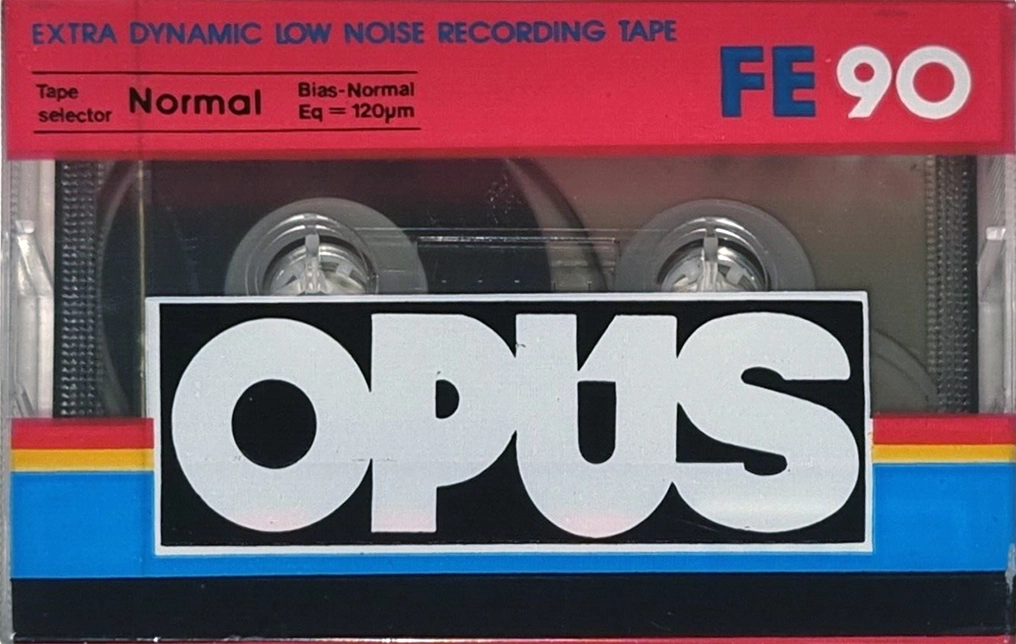 EXTRA DYNAMIC LOW NOISE RECORDING TAPE
FE 90
Tape selector Normal
Bias-Normal
Eq = 120µm
OPUS